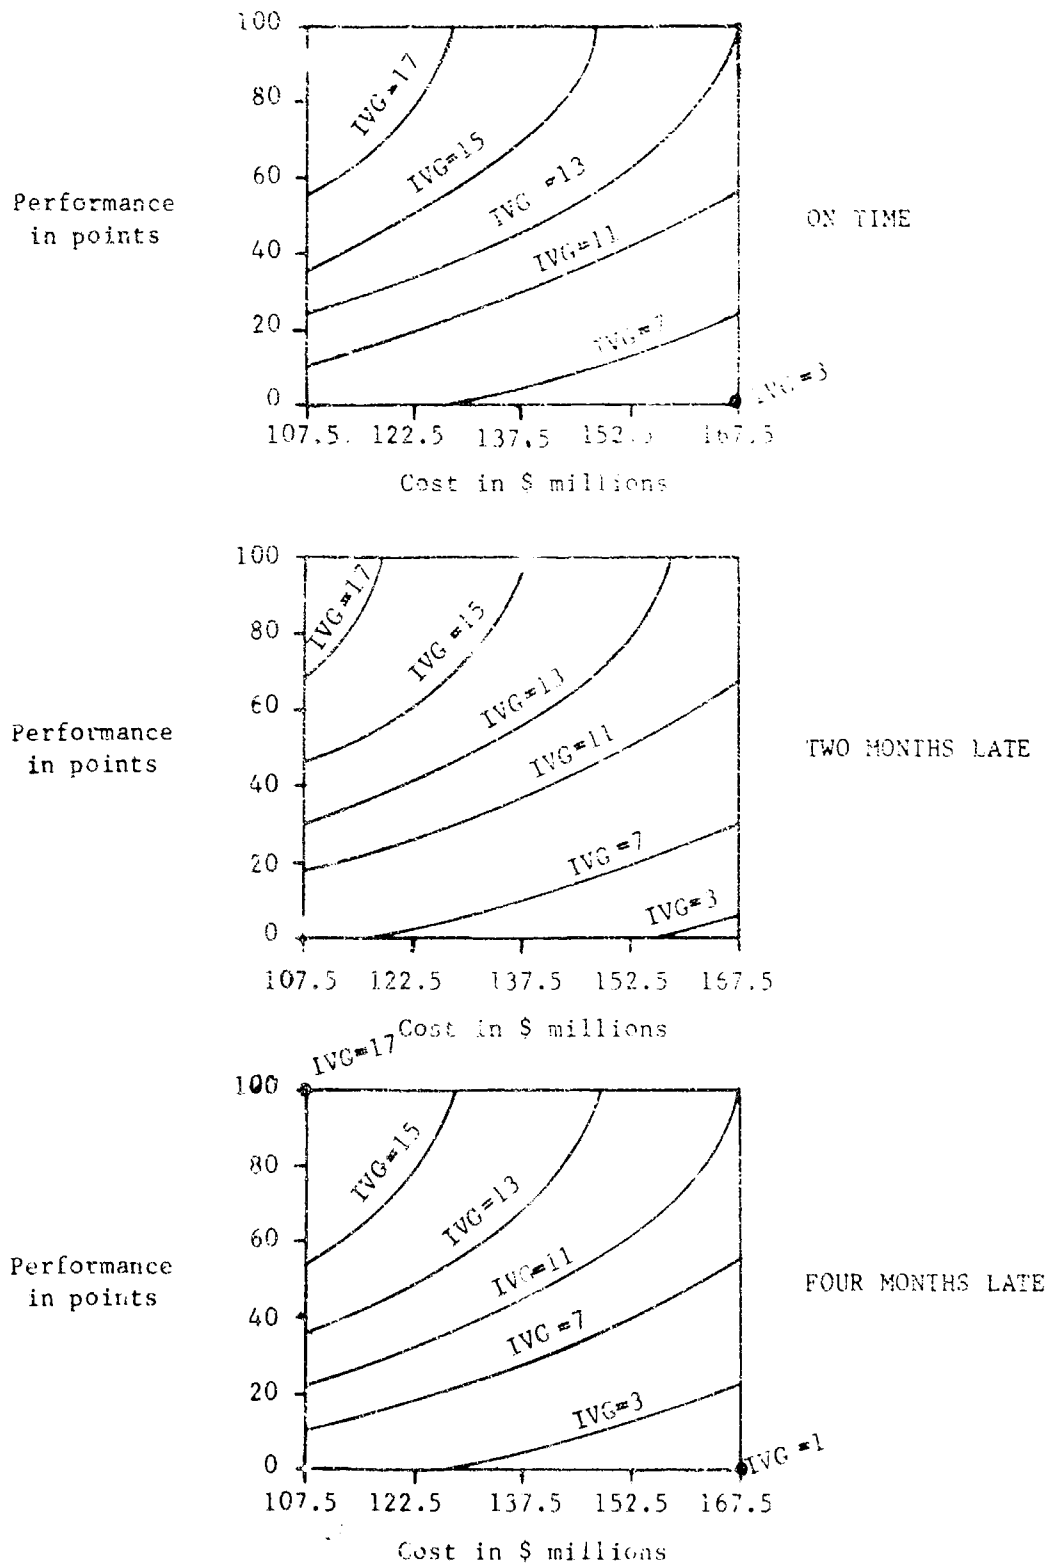 100
80
60
40
20
0
Performance
in points
IVG=17
IVG=15
IVG=13
IVG=11
IVG=7
IVG=3
ON TIME
107.5 122.5 137.5 152.5 167.5
Cost in $ millions
100
80
60
40
20
0
Performance
in points
IVG=17
IVG=15
IVG=13
IVG=11
IVG=7
IVG=3
TWO MONTHS LATE
107.5 122.5 137.5 152.5 167.5
Cost in $ millions
IVG=17
100
80
60
40
20
0
Performance
in points
IVG=15
IVG=13
IVG=11
IVG=7
IVG=3
IVG=1
FOUR MONTHS LATE
107.5 122.5 137.5 152.5 167.5
Cost in $ millions